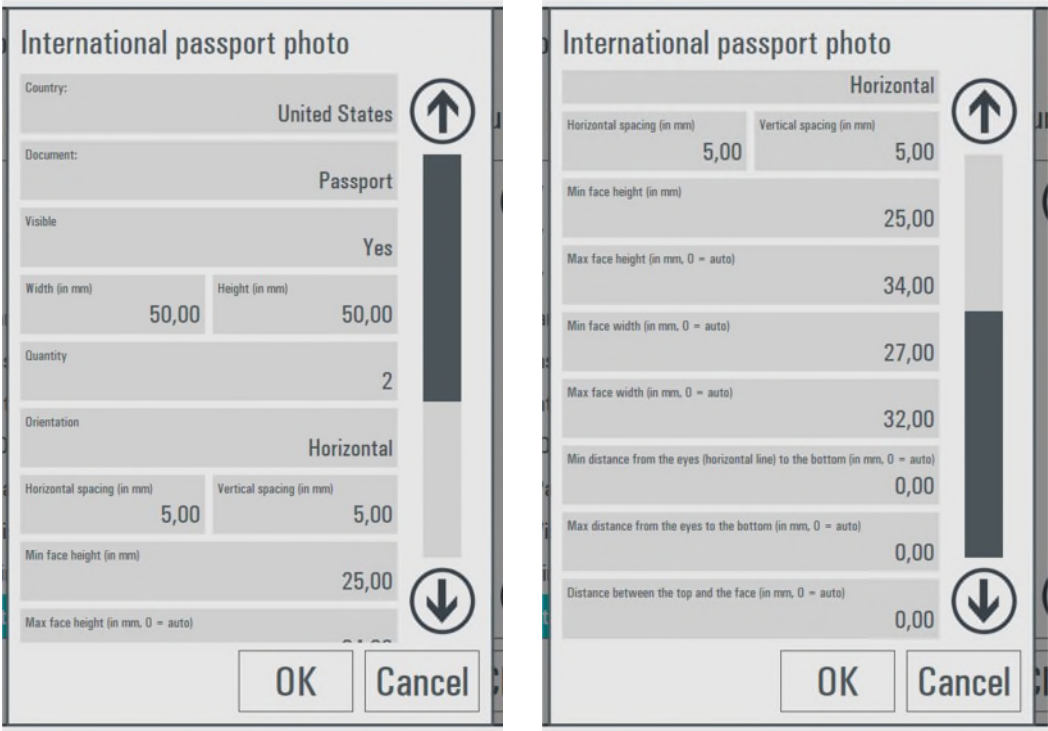 International passport photo
Country:
United States
Document:
Passport
Visible
Yes
Width (in mm) Height (in mm)
50,00 50,00
Quantity
2
Orientation
Horizontal
Horizontal spacing (in mm) Vertical spacing (in mm)
5,00 5,00
Min face height (in mm)
25,00
Max face height (in mm, 0 = auto)
OK Cancel
International passport photo
Horizontal
Horizontal spacing (in mm) Vertical spacing (in mm)
5,00 5,00
Min face height (in mm)
25,00
Max face height (in mm, 0 = auto)
34,00
Min face width (in mm, 0 = auto)
27,00
Max face width (in mm, 0 = auto)
32,00
Min distance from the eyes (horizontal line) to the bottom (in mm, 0 = auto)
0,00
Max distance from the eyes to the bottom (in mm, 0 = auto)
0,00
Distance between the top and the face (in mm, 0 = auto)
0,00
OK Cancel